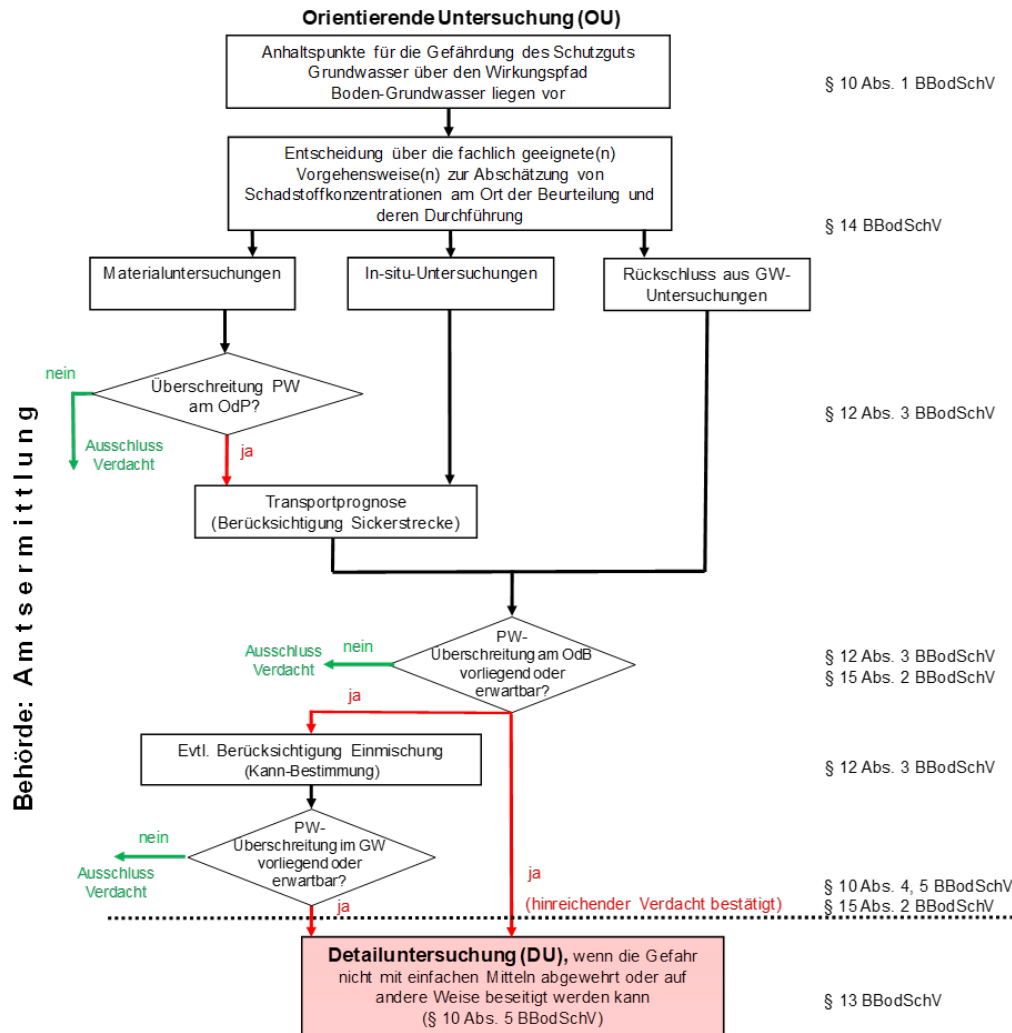 Orientierende Untersuchung (OU)
Anhaltspunkte für die Gefährdung des Schutzguts
Grundwasser über den Wirkungspfad
Boden-Grundwasser liegen vor
§ 10 Abs. 1 BBodSchV
Entscheidung über die fachlich geeignete(n)
Vorgehensweise(n) zur Abschätzung von
Schadstoffkonzentrationen am Ort der Beurteilung und
deren Durchführung
§ 14 BBodSchV
Materialuntersuchungen
In-situ-Untersuchungen
Rückschluss aus GW-
Untersuchungen
nein
Überschreitung PW
am OdP?
§ 12 Abs. 3 BBodSchV
Ausschluss
Verdacht
ja
Transportprognose
(Berücksichtigung Sickerstrecke)
Behörde: Amtsermittlung
PW-
Überschreitung am OdB
vorliegend oder
erwartbar?
nein
Ausschluss
Verdacht
§ 12 Abs. 3 BBodSchV
§ 15 Abs. 2 BBodSchV
ja
Evtl. Berücksichtigung Einmischung
(Kann-Bestimmung)
§ 12 Abs. 3 BBodSchV
PW-
Überschreitung im GW
vorliegend oder
erwartbar?
nein
Ausschluss
Verdacht
ja
ja
(hinreichender Verdacht bestätigt)
§ 10 Abs. 4, 5 BBodSchV
§ 15 Abs. 2 BBodSchV
Detailuntersuchung (DU), wenn die Gefahr
nicht mit einfachen Mitteln abgewehrt oder auf
andere Weise beseitigt werden kann
(§ 10 Abs. 5 BBodSchV)
§ 13 BBodSchV